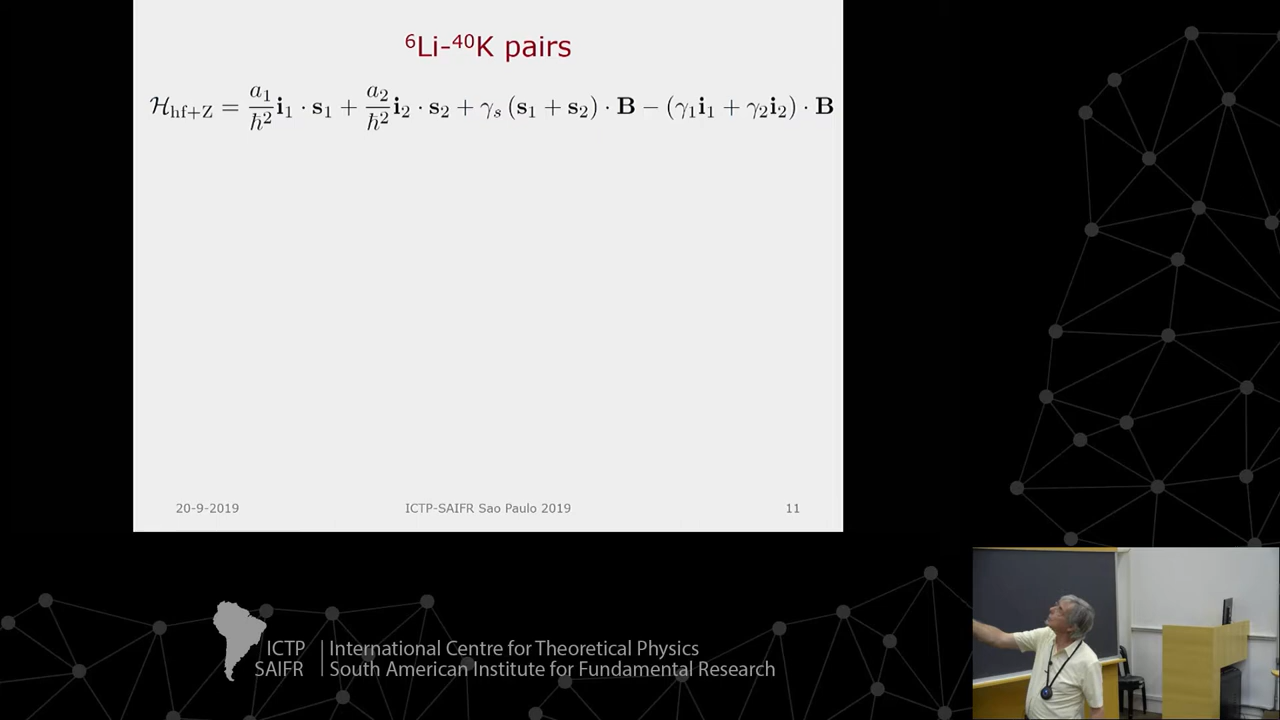 ⁶Li-⁴⁰K pairs
ℋ_hf+Z = a₁/ħ² i₁ · s₁ + a₂/ħ² i₂ · s₂ + γₛ (s₁ + s₂) · B − (γ₁i₁ + γ₂i₂) · B
20-9-2019 ICTP-SAIFR Sao Paulo 2019 11
ICTP International Centre for Theoretical Physics
SAIFR South American Institute for Fundamental Research